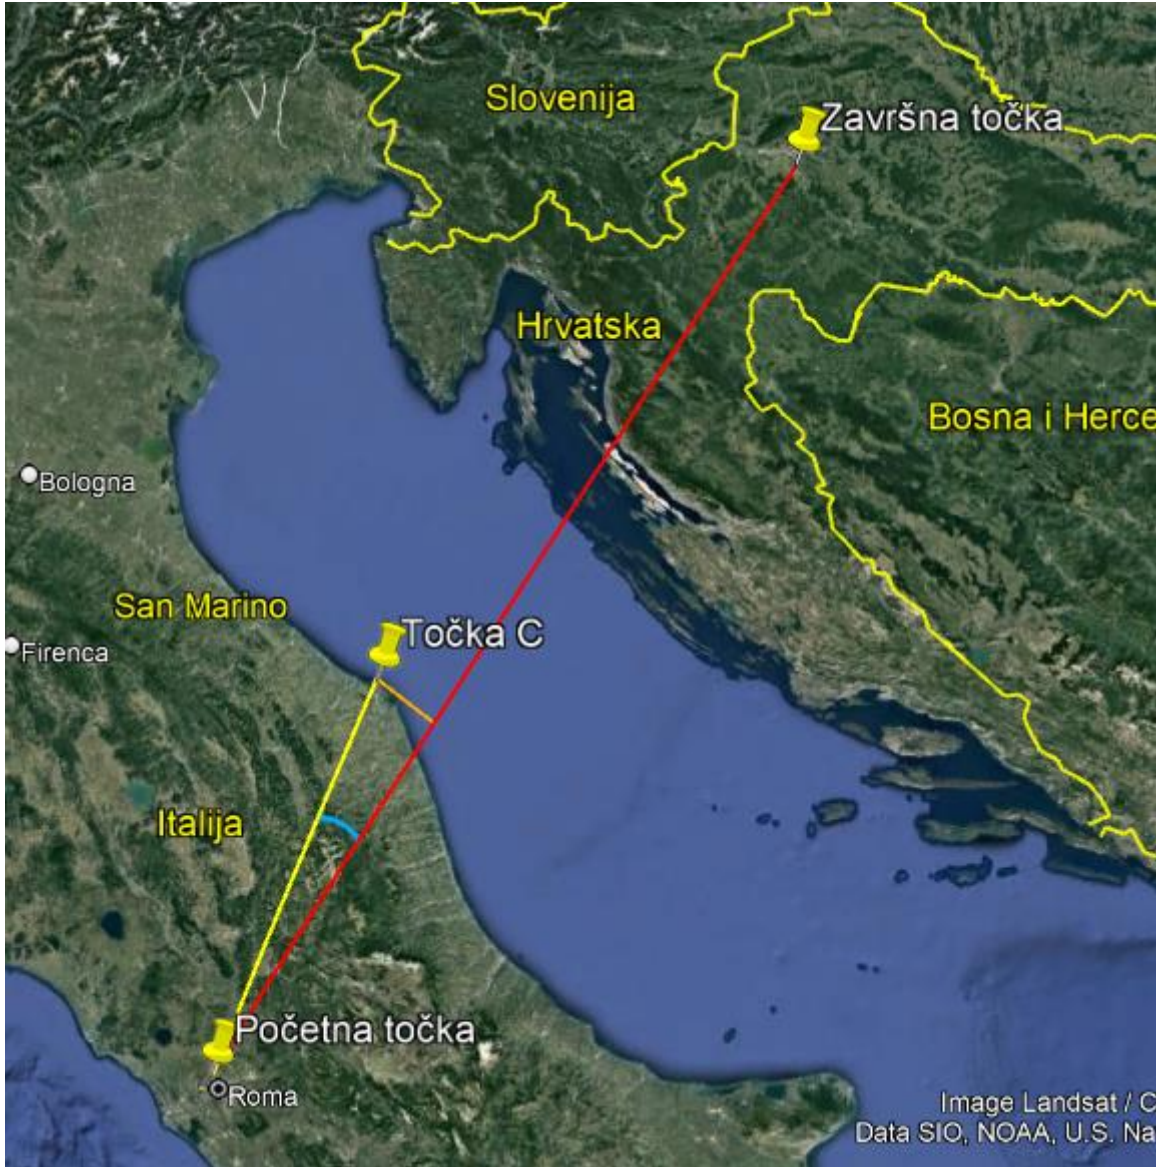 Slovenija
Završna točka
Hrvatska
Bosna i Herce
Bologna
San Marino
Točka C
Firenca
Italija
Početna točka
Roma
Image Landsat / C
Data SIO, NOAA, U.S. Na